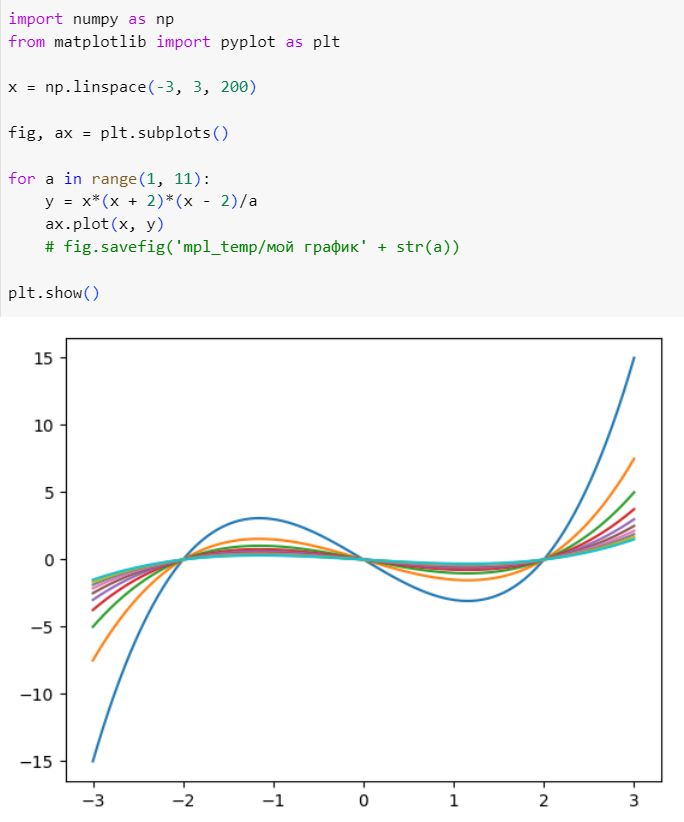 import numpy as np
from matplotlib import pyplot as plt
x = np.linspace(-3, 3, 200)
fig, ax = plt.subplots()
for a in range(1, 11):
    y = x*(x + 2)*(x - 2)/a
    ax.plot(x, y)
    # fig.savefig('mpl_temp/мой график' + str(a))
plt.show()
15
10
5
0
−5
−10
−15
−3 −2 −1 0 1 2 3